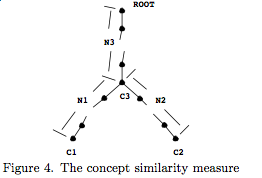 ROOT
N3
N1
C3
N2
C1
C2
Figure 4. The concept similarity measure